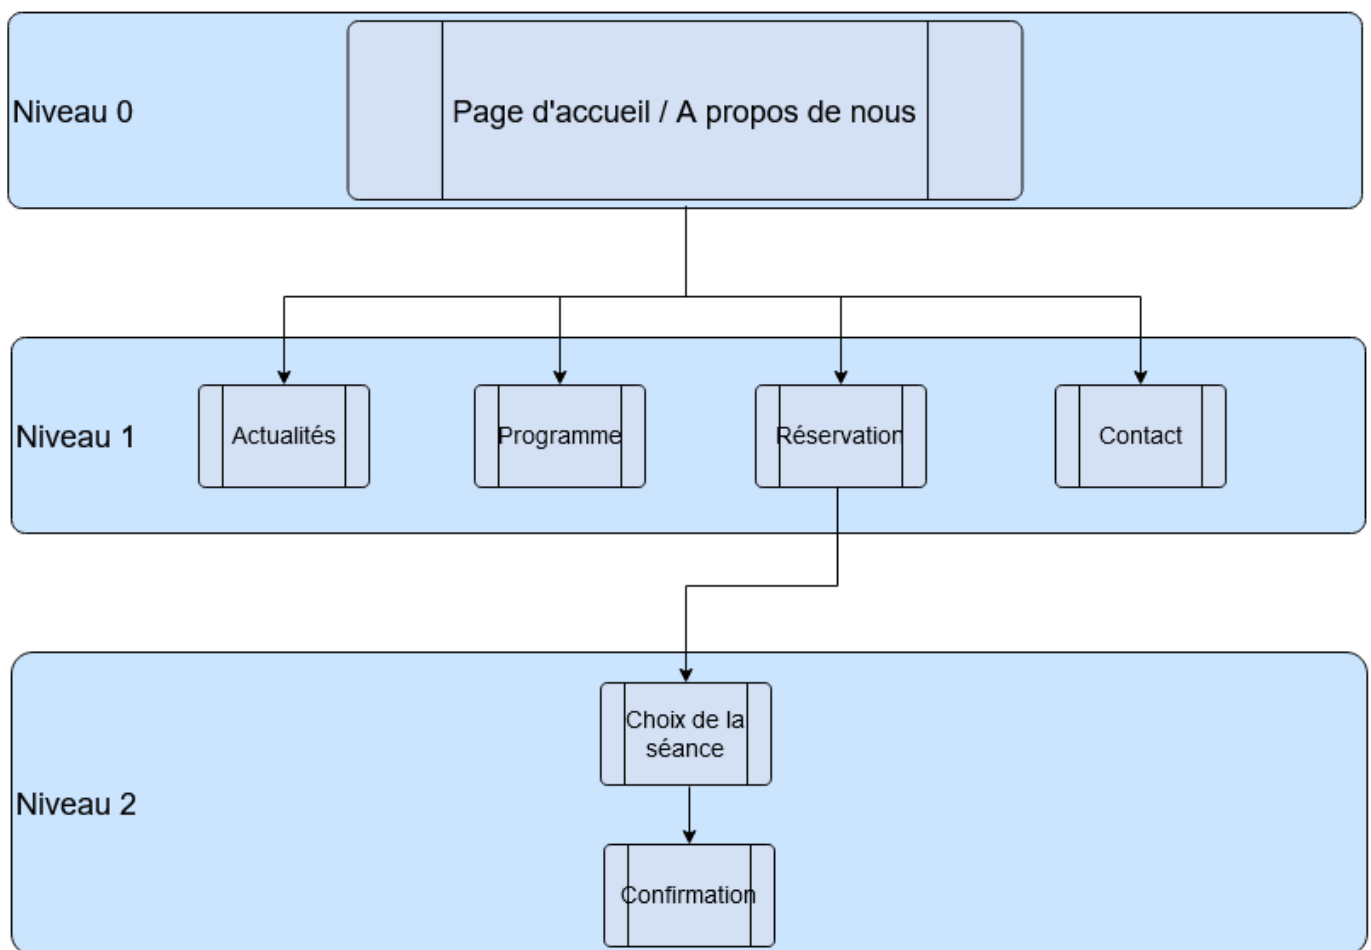 Niveau 0
Page d'accueil / A propos de nous
Niveau 1
Actualités
Programme
Réservation
Contact
Niveau 2
Choix de la
séance
Confirmation